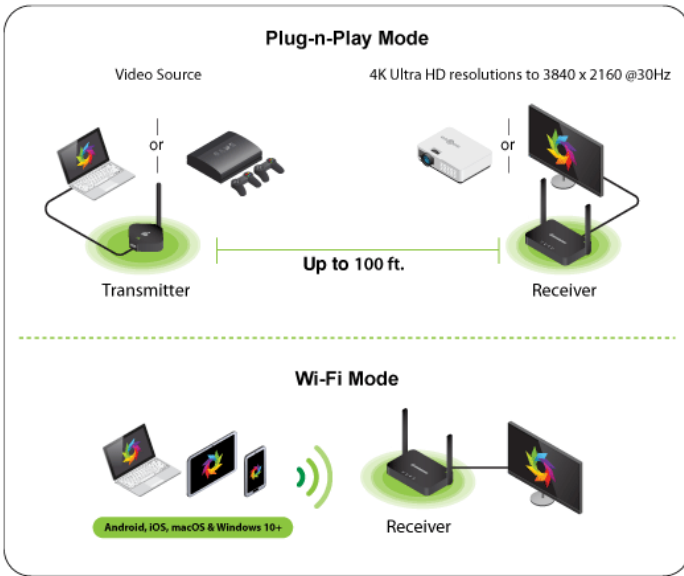 Plug-n-Play Mode
Video Source
4K Ultra HD resolutions to 3840 x 2160 @30Hz
or
or
Up to 100 ft.
Transmitter
Receiver
Wi-Fi Mode
Android, iOS, macOS & Windows 10+
Receiver